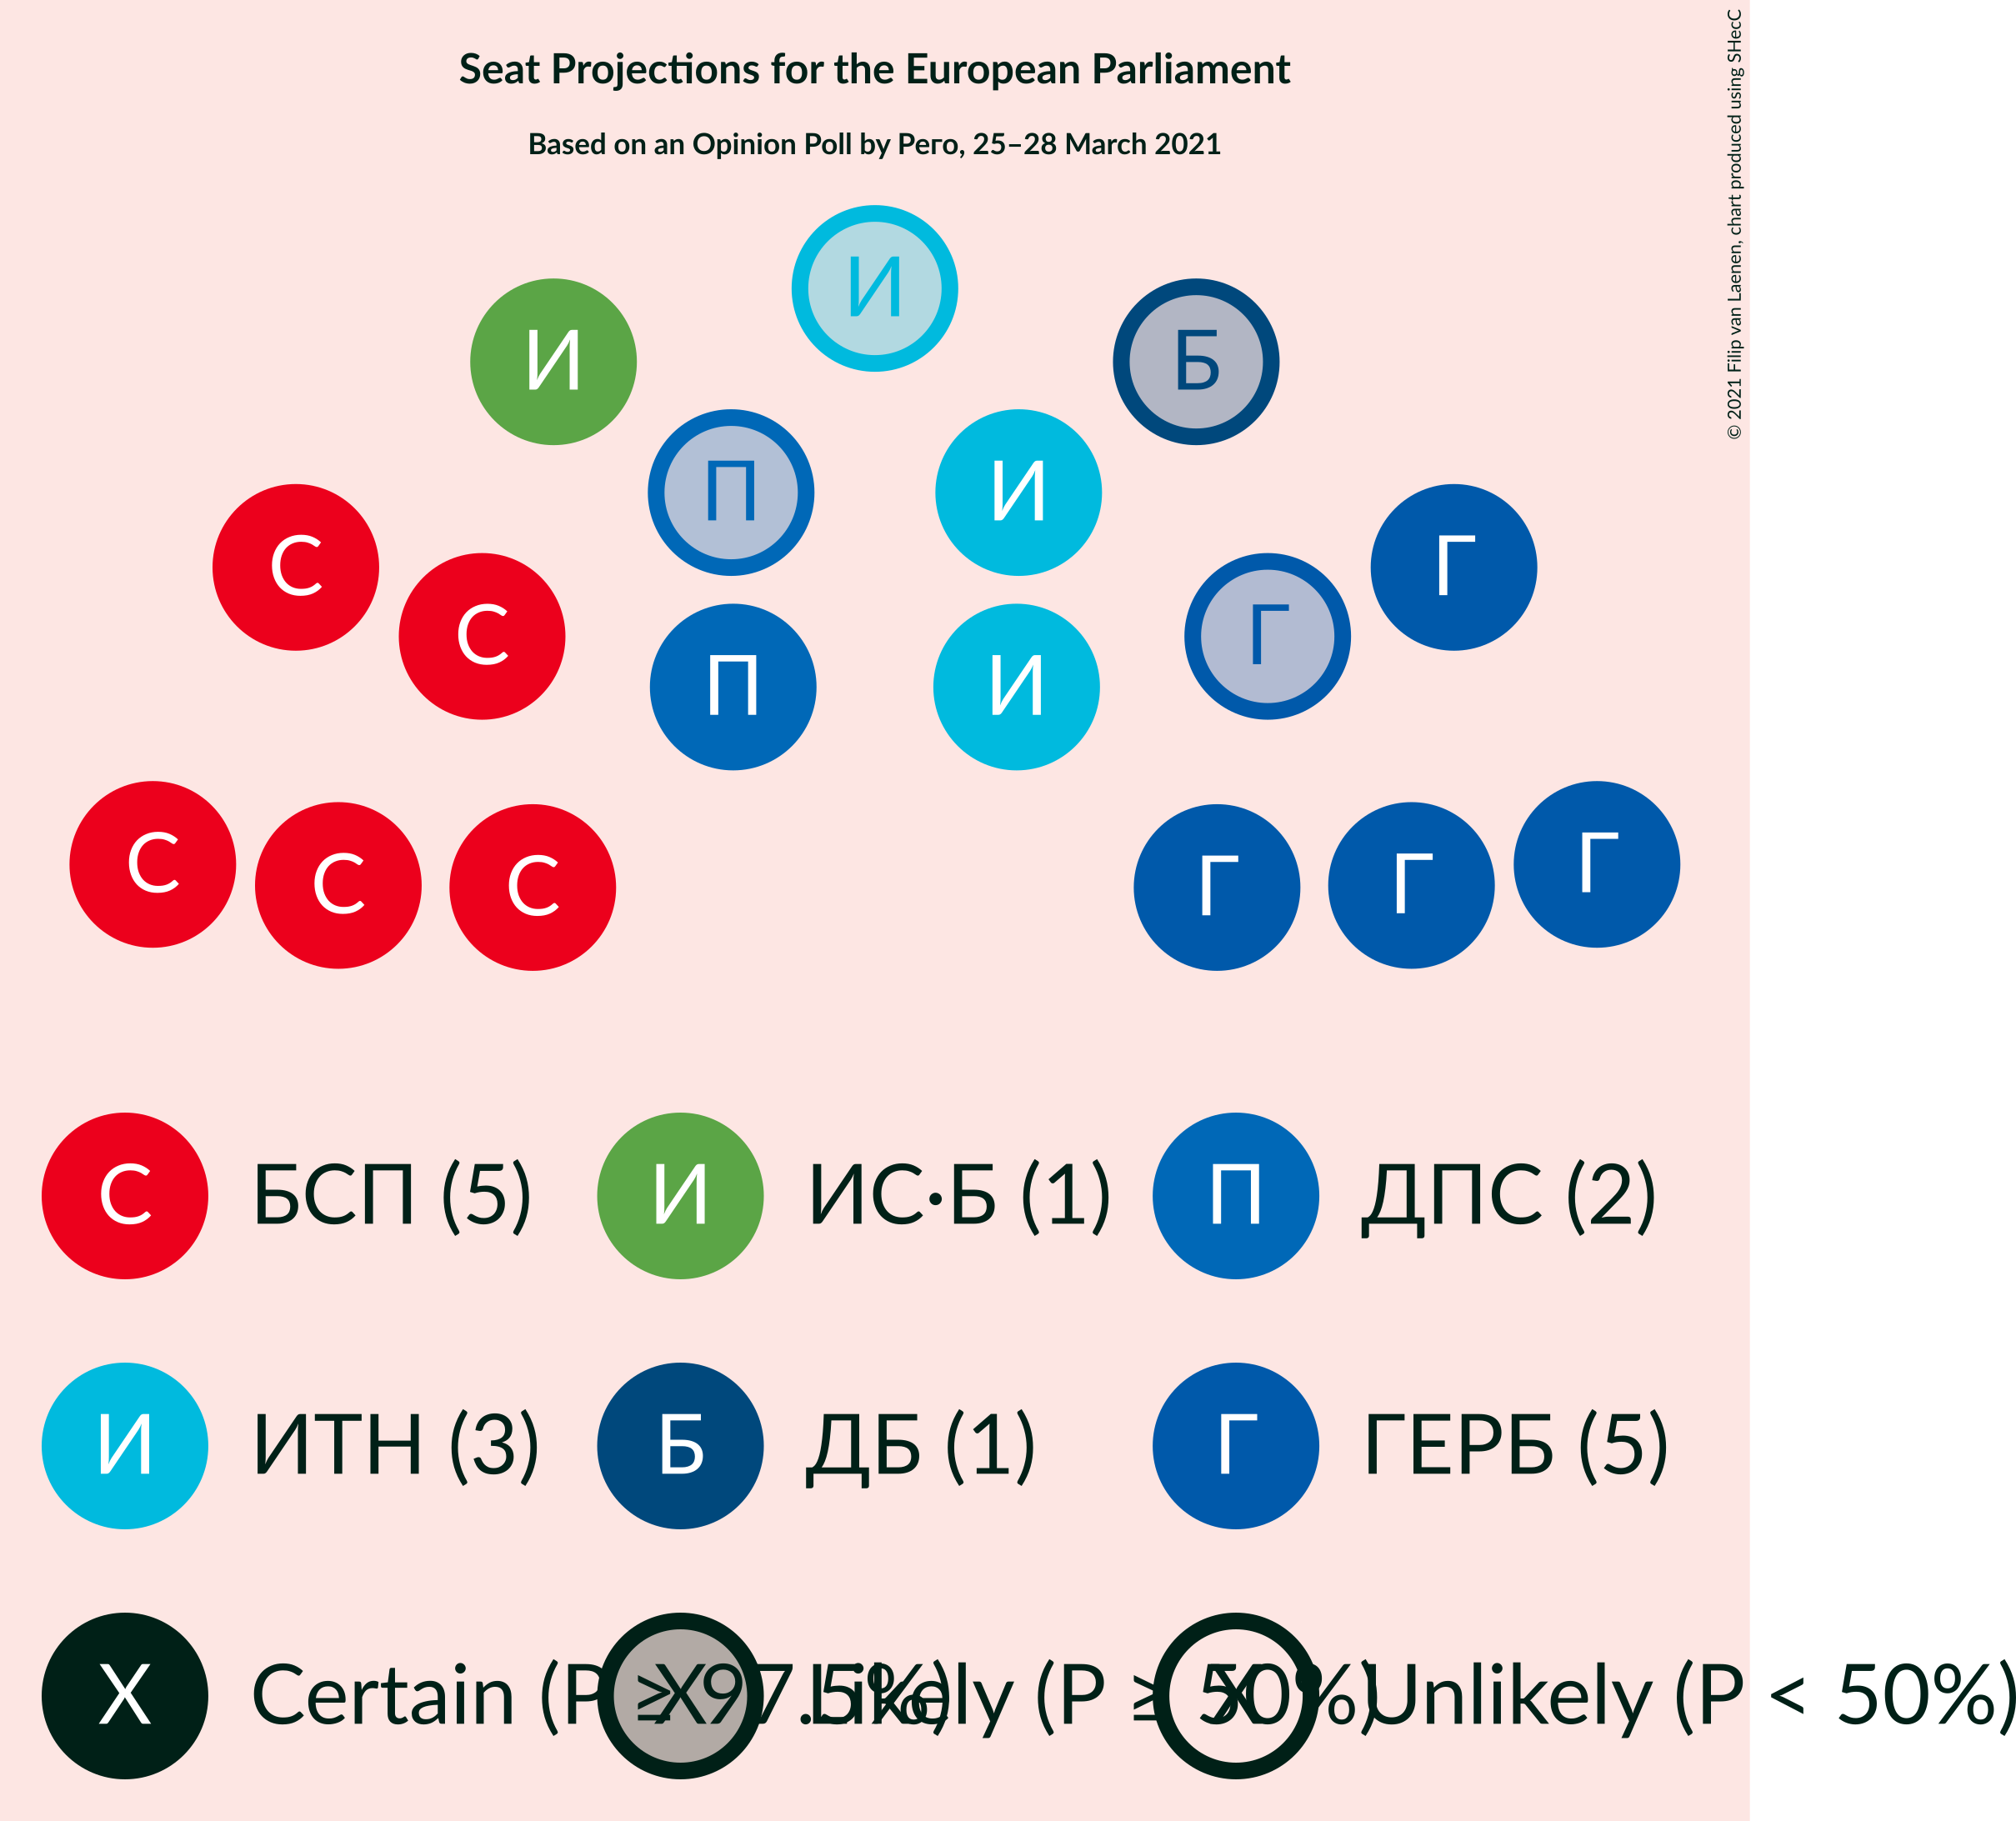 Seat Projections for the European Parliament
Based on an Opinion Poll by Рего, 25–28 March 2021
© 2021 Filip van Laenen, chart produced using SHecC
И
И
Б
П
И
С
Г
С
Г
П
И
С
С
С
Г
Г
Г
С БСП (5) И ИС·Б (1) П ДПС (2)
И ИТН (3) Б ДБ (1) Г ГЕРБ (5)
X Certain (P ≥ 97.5%) X Likely (P ≥ 50%) X Unlikely (P < 50%)